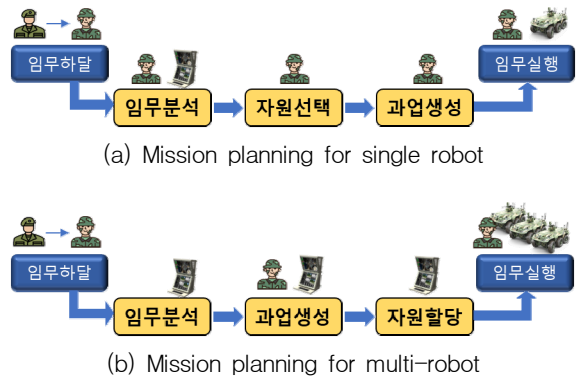 임무하달
임무분석
자원선택
과업생성
임무실행
(a) Mission planning for single robot
임무하달
임무분석
과업생성
자원할당
임무실행
(b) Mission planning for multi-robot